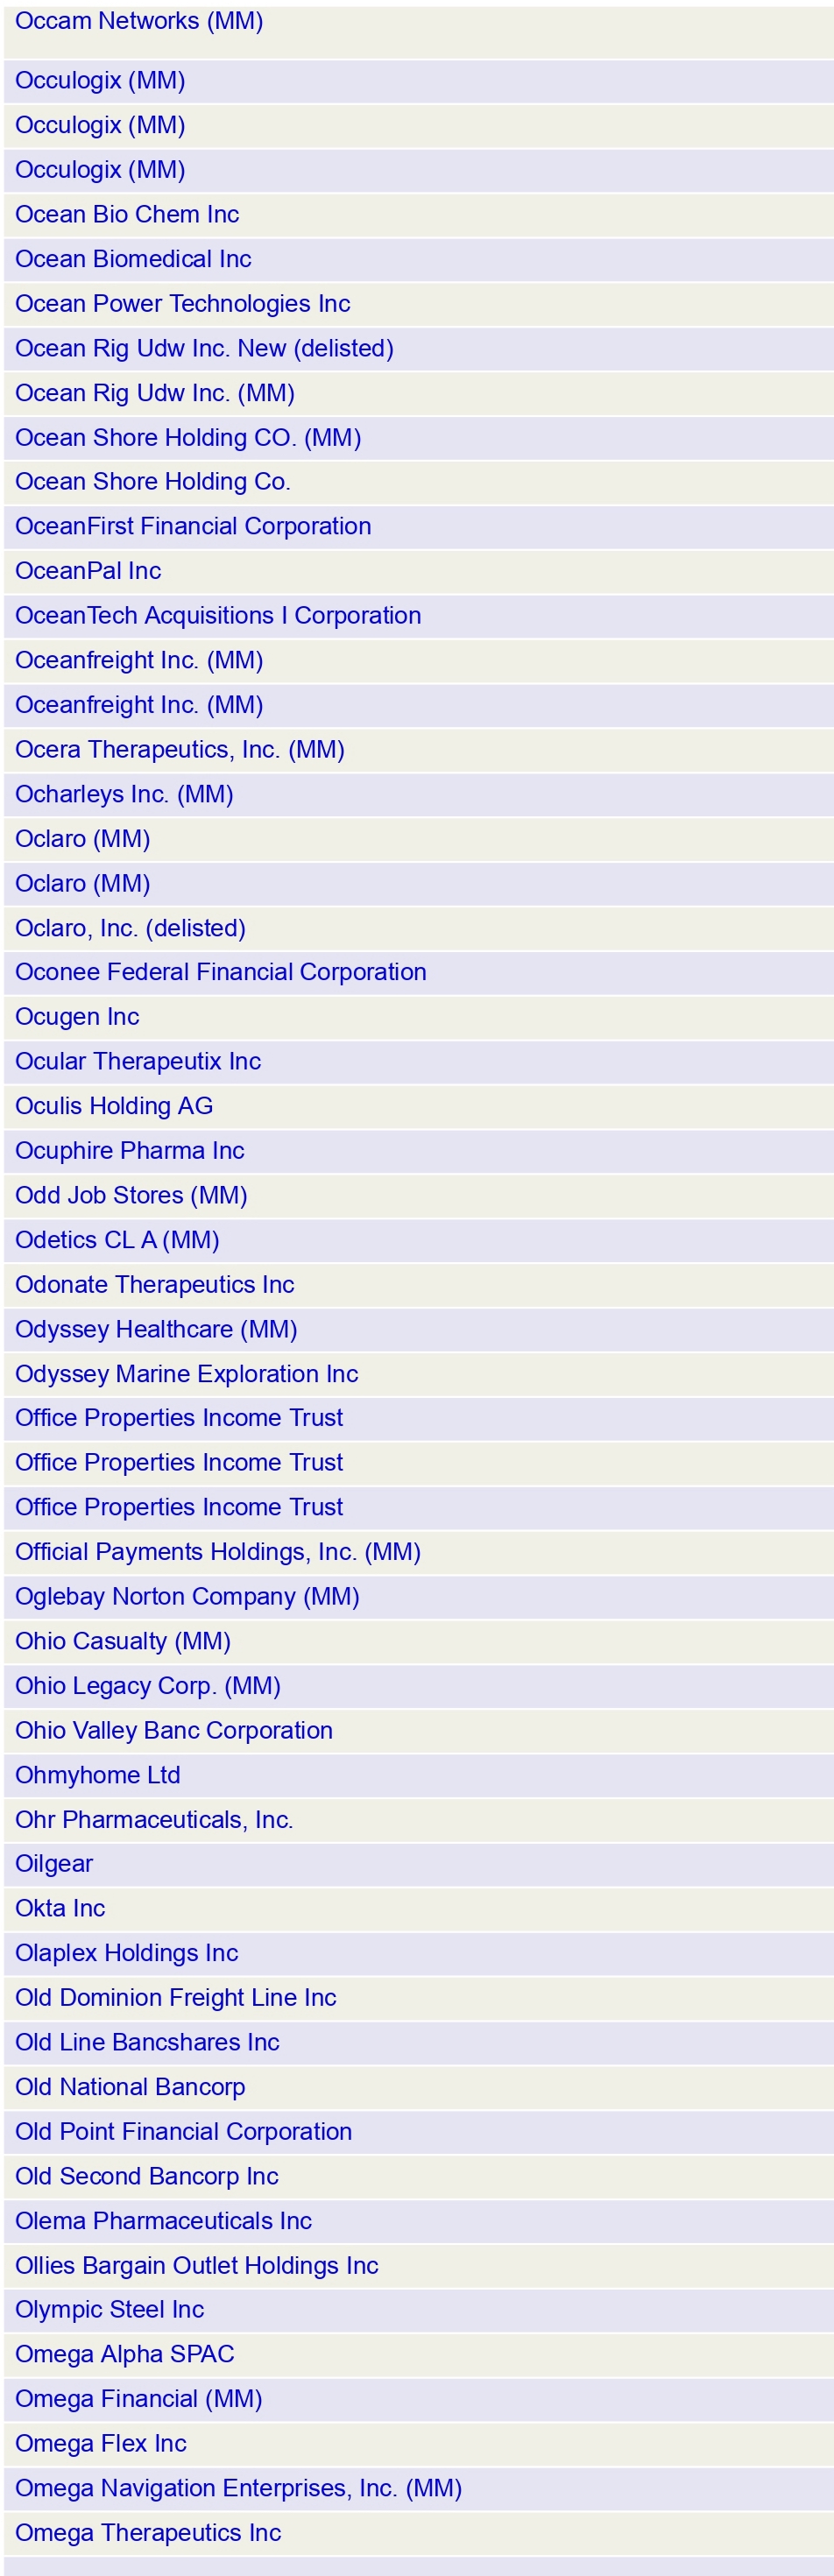 Occam Networks (MM)
Occulogix (MM)
Occulogix (MM)
Occulogix (MM)
Ocean Bio Chem Inc
Ocean Biomedical Inc
Ocean Power Technologies Inc
Ocean Rig Udw Inc. New (delisted)
Ocean Rig Udw Inc. (MM)
Ocean Shore Holding CO. (MM)
Ocean Shore Holding Co.
OceanFirst Financial Corporation
OceanPal Inc
OceanTech Acquisitions I Corporation
Oceanfreight Inc. (MM)
Oceanfreight Inc. (MM)
Ocera Therapeutics, Inc. (MM)
Ocharleys Inc. (MM)
Oclaro (MM)
Oclaro (MM)
Oclaro, Inc. (delisted)
Oconee Federal Financial Corporation
Ocugen Inc
Ocular Therapeutix Inc
Oculis Holding AG
Ocuphire Pharma Inc
Odd Job Stores (MM)
Odetics CL A (MM)
Odonate Therapeutics Inc
Odyssey Healthcare (MM)
Odyssey Marine Exploration Inc
Office Properties Income Trust
Office Properties Income Trust
Office Properties Income Trust
Official Payments Holdings, Inc. (MM)
Oglebay Norton Company (MM)
Ohio Casualty (MM)
Ohio Legacy Corp. (MM)
Ohio Valley Banc Corporation
Ohmyhome Ltd
Ohr Pharmaceuticals, Inc.
Oilgear
Okta Inc
Olaplex Holdings Inc
Old Dominion Freight Line Inc
Old Line Bancshares Inc
Old National Bancorp
Old Point Financial Corporation
Old Second Bancorp Inc
Olema Pharmaceuticals Inc
Ollies Bargain Outlet Holdings Inc
Olympic Steel Inc
Omega Alpha SPAC
Omega Financial (MM)
Omega Flex Inc
Omega Navigation Enterprises, Inc. (MM)
Omega Therapeutics Inc